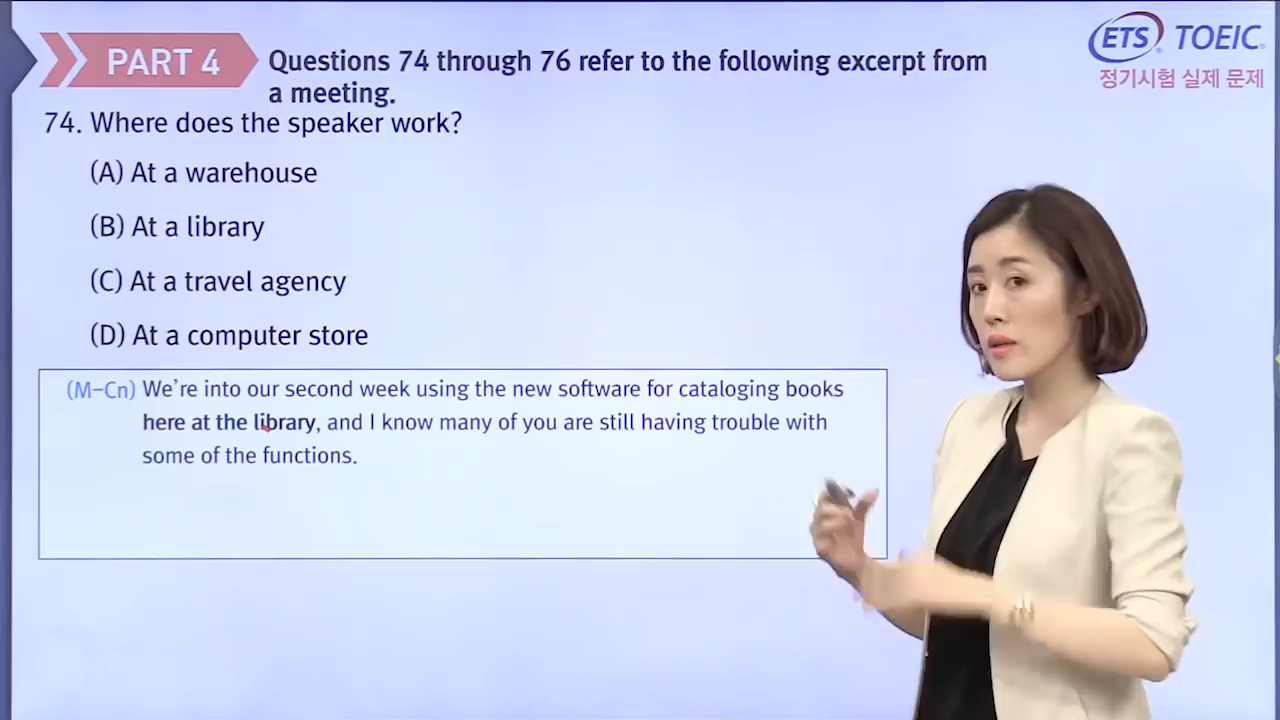 PART 4
Questions 74 through 76 refer to the following excerpt from
a meeting.
ETS® TOEIC®
정기시험 실제 문제
74. Where does the speaker work?
(A) At a warehouse
(B) At a library
(C) At a travel agency
(D) At a computer store
(M–Cn) We're into our second week using the new software for cataloging books
here at the library, and I know many of you are still having trouble with
some of the functions.